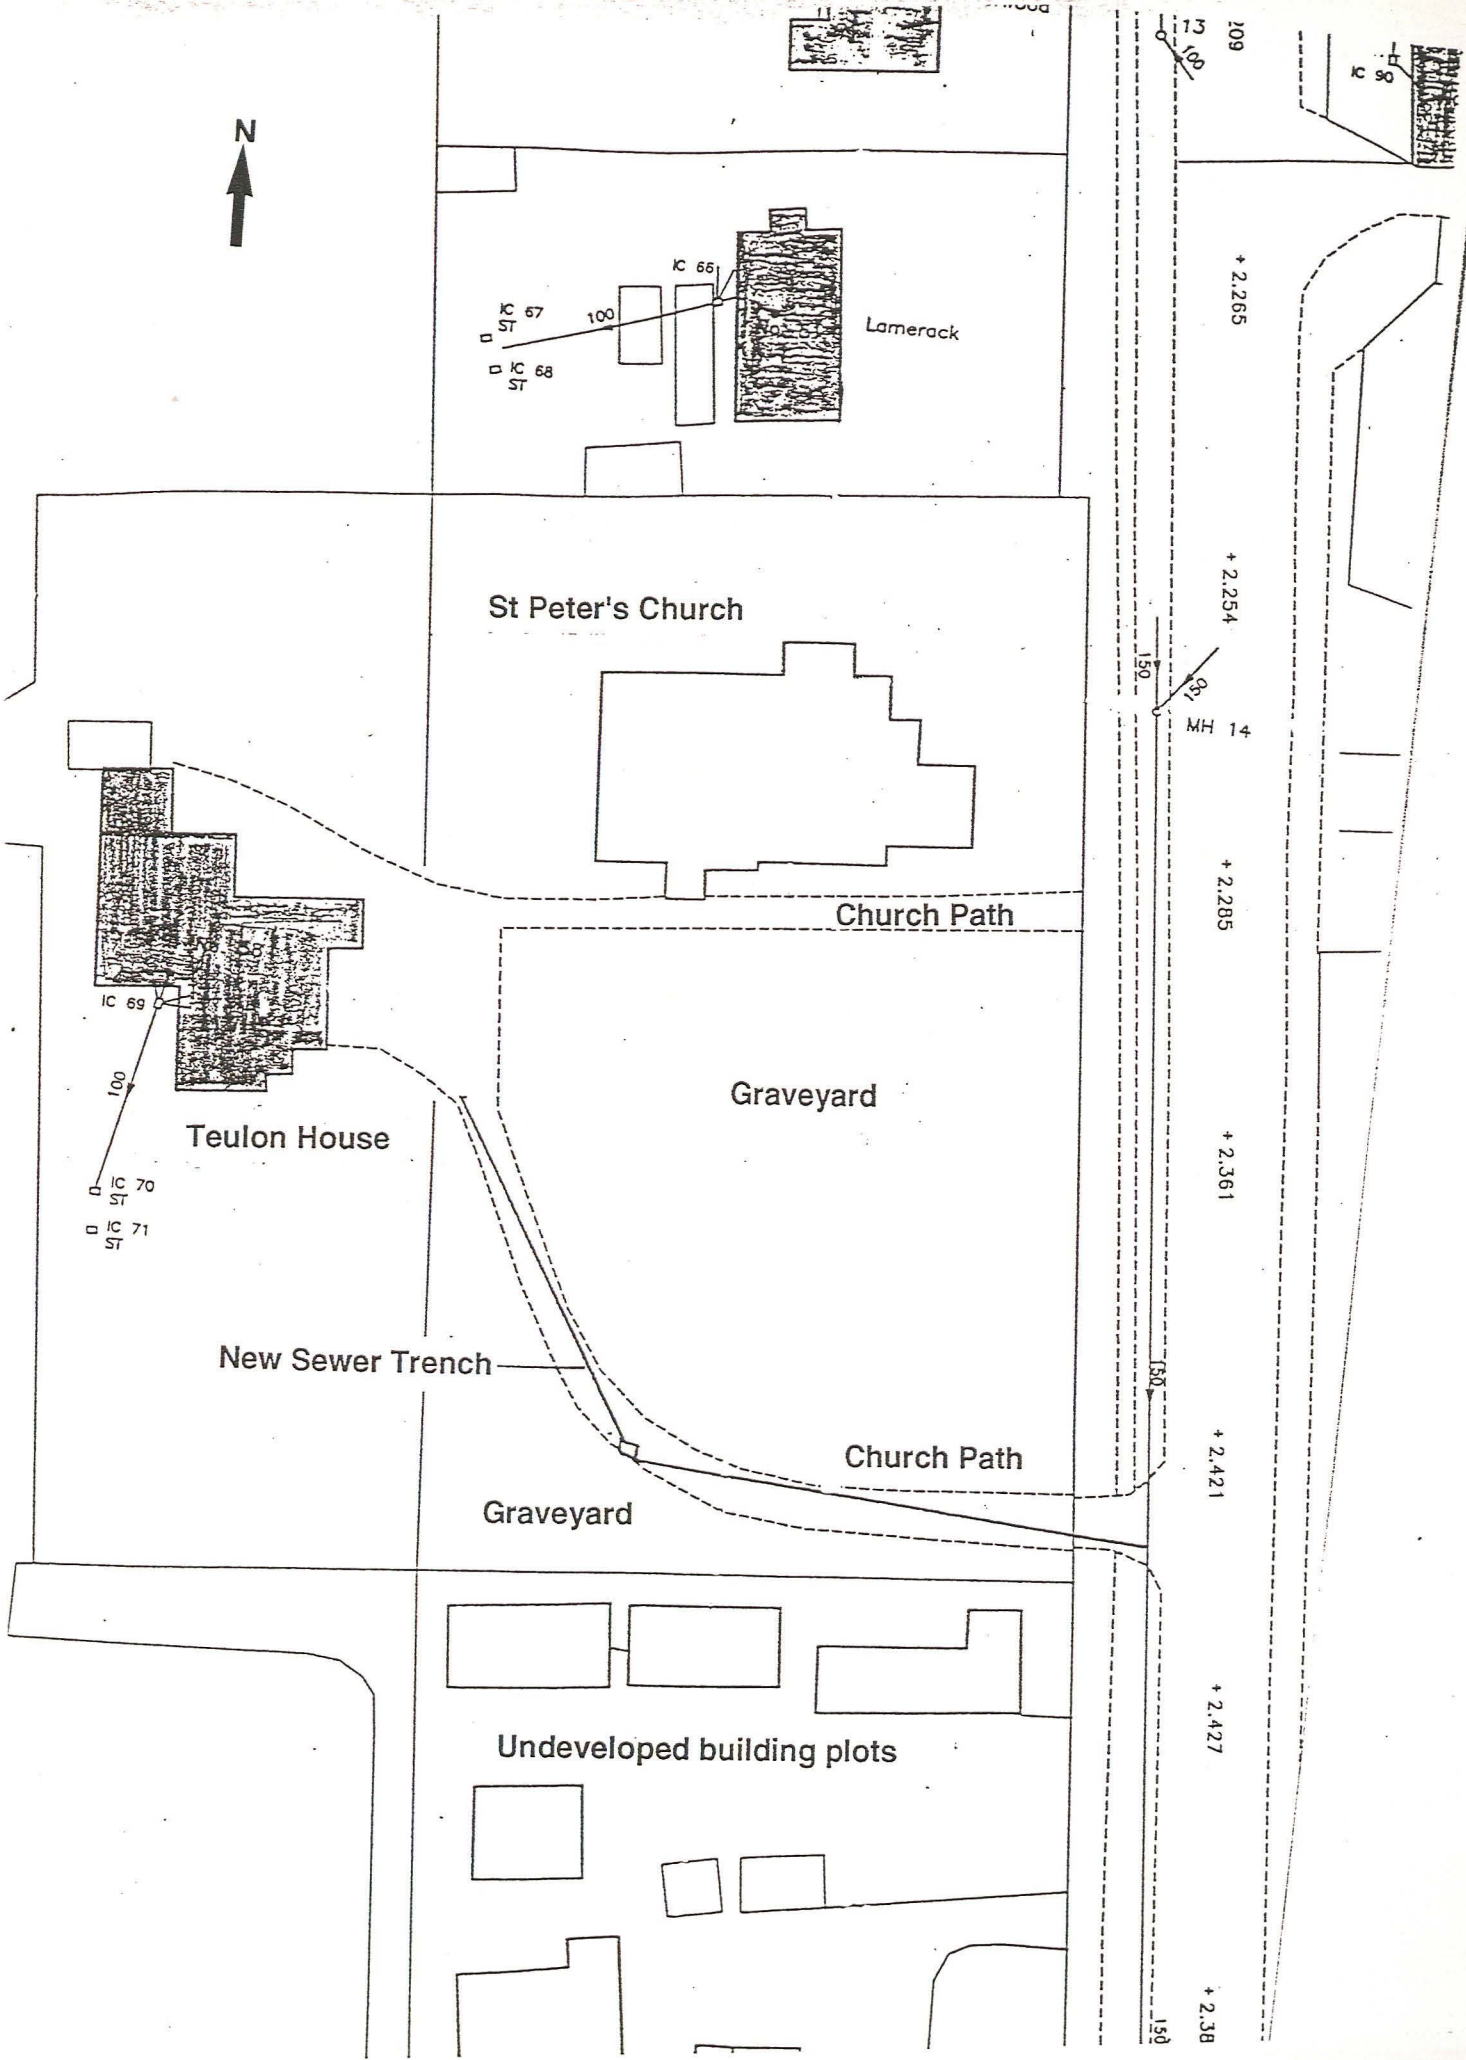 13
209
100
IC 90
N
+ 2.265
IC 66
IC 67
ST
100
Lamerack
IC 68
ST
+ 2.254
St Peter's Church
150
150
MH 14
+ 2.285
Church Path
IC 69
100
Graveyard
Teulon House
+ 2.361
IC 70
ST
IC 71
ST
New Sewer Trench
150
+ 2.421
Church Path
Graveyard
+ 2.427
Undeveloped building plots
+ 2.38
150